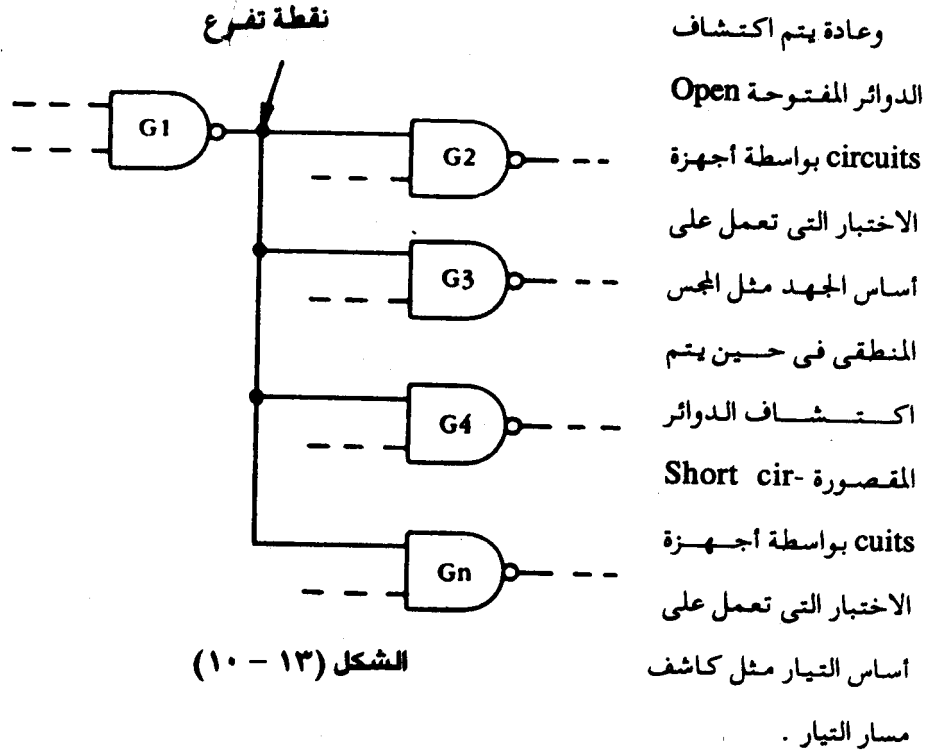 نقطة تفرع
G1
G2
G3
G4
Gn
الشكل (١٣ – ١٠)
وعادة يتم اكتشاف
الدوائر المفتوحة Open
circuits بواسطة أجهزة
الاختبار التى تعمل على
أساس الجهد مثل المجس
المنطقى فى حين يتم
اكتشاف الدوائر
المقصورة Short cir-
cuits بواسطة أجهزة
الاختبار التى تعمل على
أساس التيار مثل كاشف
مسار التيار .